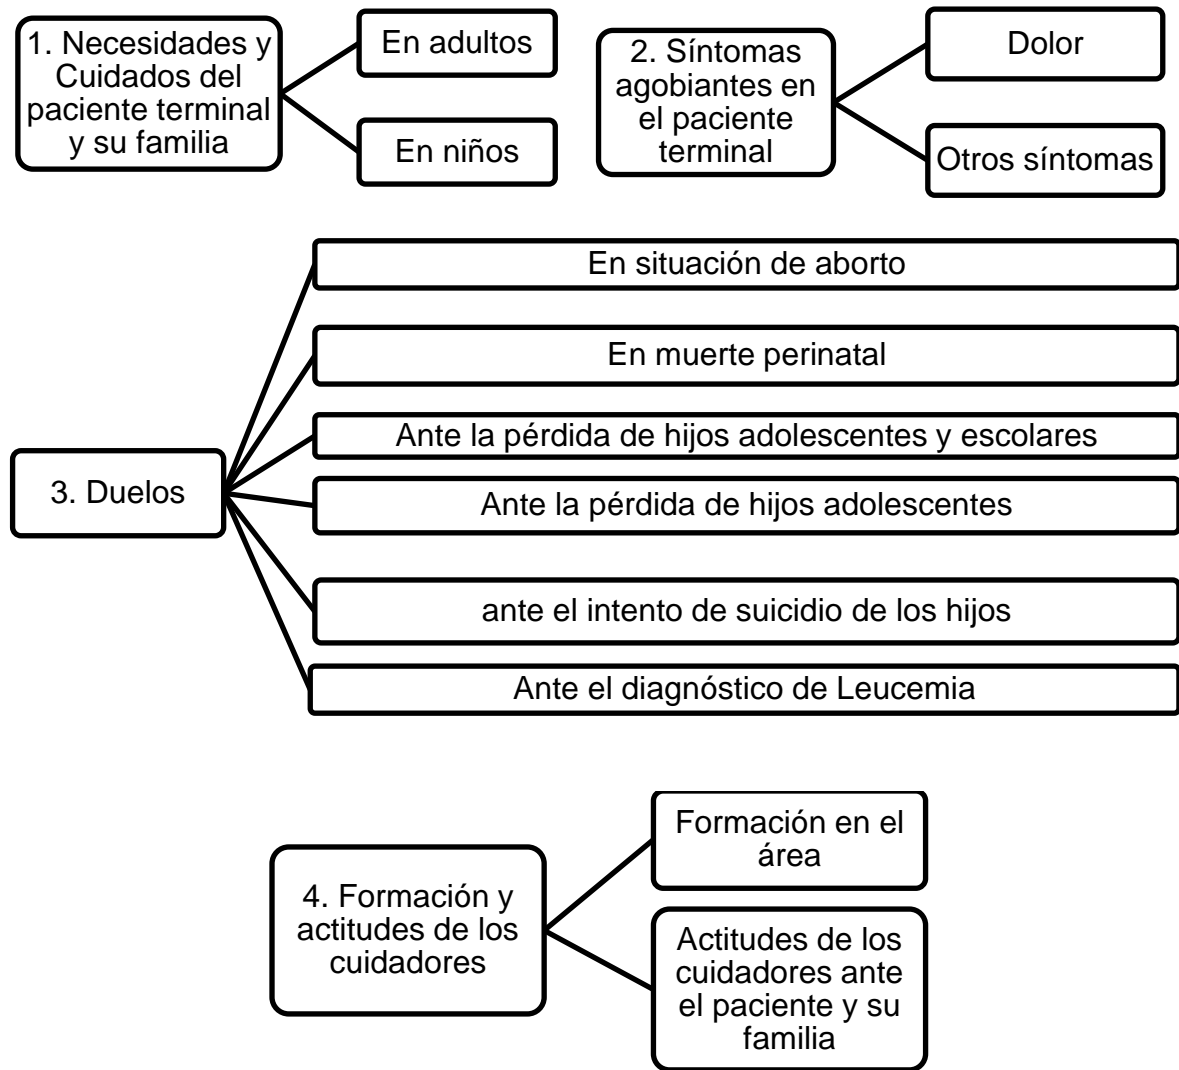 1. Necesidades y
Cuidados del
paciente terminal
y su familia
En adultos
En niños
2. Síntomas
agobiantes en
el paciente
terminal
Dolor
Otros síntomas
3. Duelos
En situación de aborto
En muerte perinatal
Ante la pérdida de hijos adolescentes y escolares
Ante la pérdida de hijos adolescentes
ante el intento de suicidio de los hijos
Ante el diagnóstico de Leucemia
4. Formación y
actitudes de los
cuidadores
Formación en el
área
Actitudes de los
cuidadores ante
el paciente y su
familia